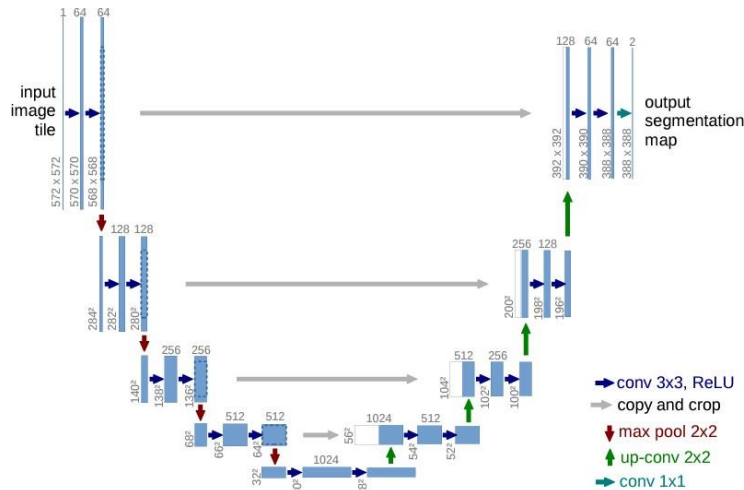 1 64 64
input
image
tile
572 x 572
570 x 570
568 x 568
128 64 64 2
output
segmentation
map
392 x 392
390 x 390
388 x 388
388 x 388
128 128
284²
282²
280²
256 128
200²
198²
196²
256 256
140²
138²
136²
512 256
104²
102²
100²
512 512
68²
66²
64²
1024 512
56²
54²
52²
1024
32²
conv 3x3, ReLU
copy and crop
max pool 2x2
up-conv 2x2
conv 1x1